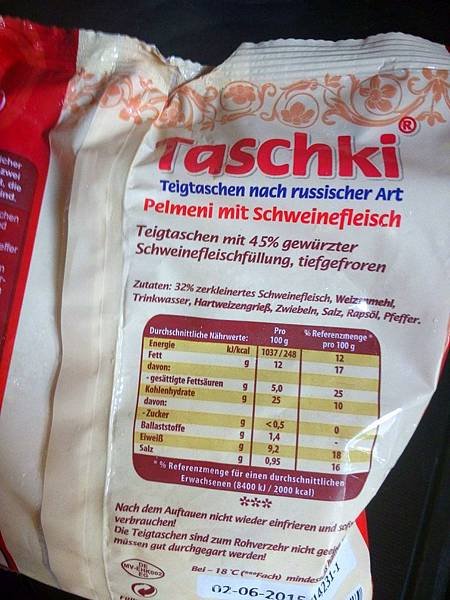 Taschki®
Teigtaschen nach russischer Art
Pelmeni mit Schweinefleisch
Teigtaschen mit 45% gewürzter
Schweinefleischfüllung, tiefgefroren
Zutaten: 32% zerkleinertes Schweinefleisch, Weizenmehl,
Trinkwasser, Hartweizengrieß, Zwiebeln, Salz, Rapsöl, Pfeffer.
Durchschnittliche Nährwerte: Pro 100 g % Referenzmenge * pro 100 g
Energie kJ/kcal 1037/248 12
Fett g 12 17
davon:
- gesättigte Fettsäuren g 5,0 25
Kohlenhydrate g 25 10
davon:
- Zucker g <0,5 0
Ballaststoffe g 1,4 -
Eiweiß g 9,2 18
Salz g 0,95 16
* % Referenzmenge für einen durchschnittlichen
Erwachsenen (8400 kJ / 2000 kcal)
***
Nach dem Auftauen nicht wieder einfrieren und
verbrauchen!
Die Teigtaschen sind zum Rohverzehr nicht
müssen gut durchgegart werden!
DE
MV-EHK002
EG
Bei – 18 °C (***Fach)
02-06-2015